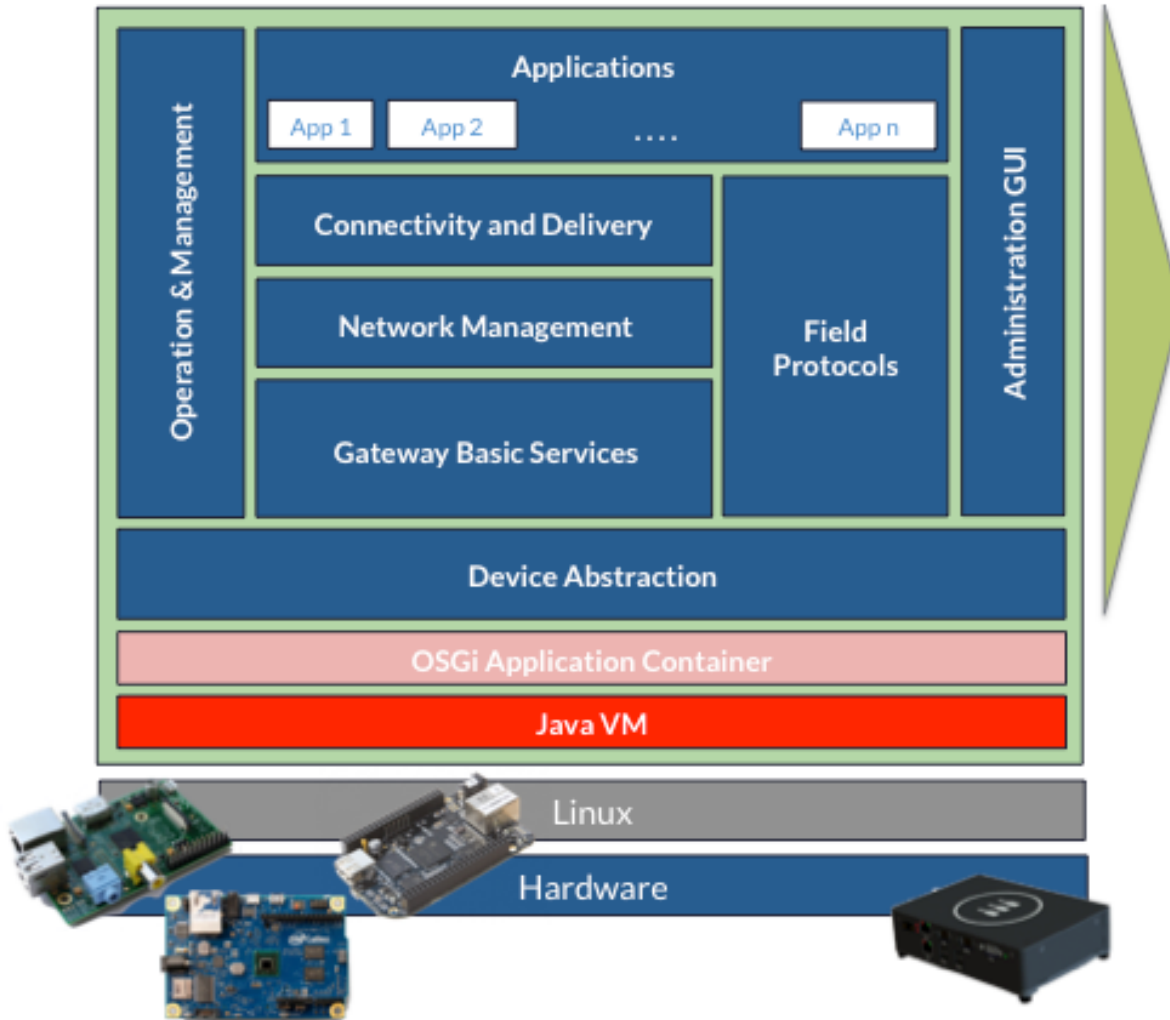 Applications
App 1
App 2
....
App n
Operation & Management
Connectivity and Delivery
Network Management
Gateway Basic Services
Field
Protocols
Administration GUI
Device Abstraction
OSGi Application Container
Java VM
Linux
Hardware